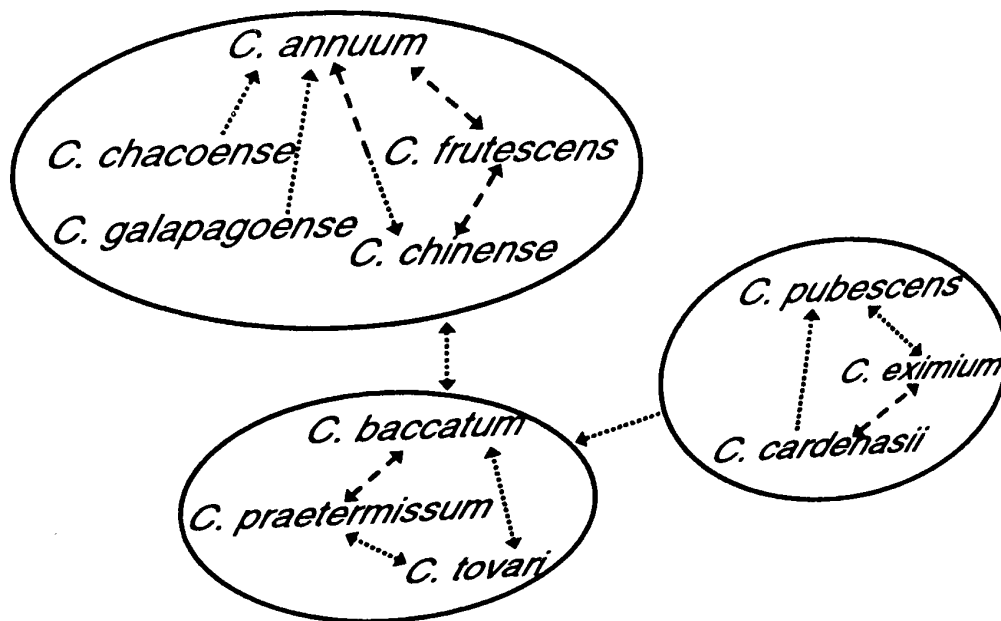 C. annuum
C. chacoense
C. frutescens
C. galapagoense
C. chinense
C. pubescens
C. eximium
C. cardenasii
C. baccatum
C. praetermissum
C. tovari